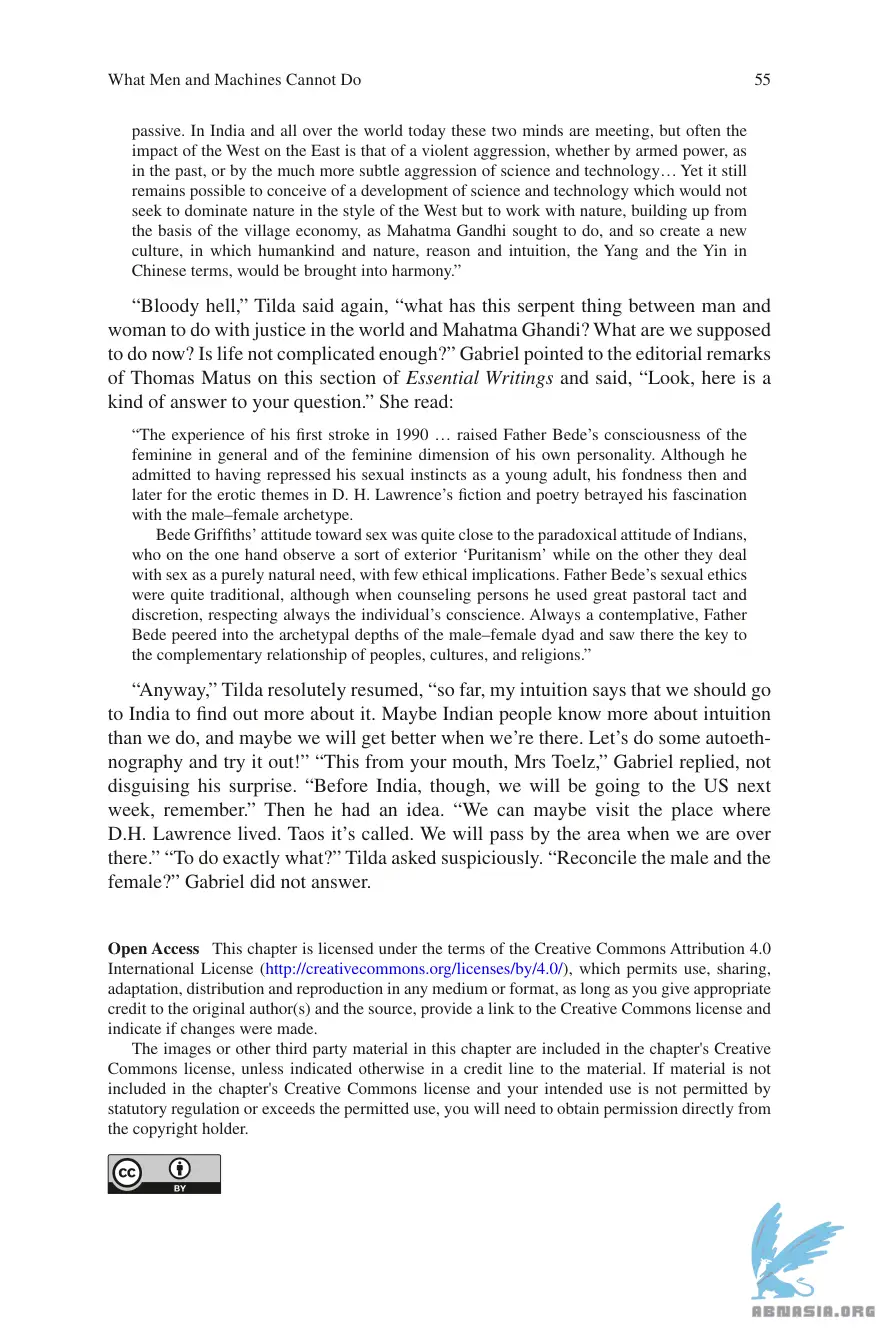 What Men and Machines Cannot Do 55
passive. In India and all over the world today these two minds are meeting, but often the
impact of the West on the East is that of a violent aggression, whether by armed power, as
in the past, or by the much more subtle aggression of science and technology… Yet it still
remains possible to conceive of a development of science and technology which would not
seek to dominate nature in the style of the West but to work with nature, building up from
the basis of the village economy, as Mahatma Gandhi sought to do, and so create a new
culture, in which humankind and nature, reason and intuition, the Yang and the Yin in
Chinese terms, would be brought into harmony.”
“Bloody hell,” Tilda said again, “what has this serpent thing between man and
woman to do with justice in the world and Mahatma Ghandi? What are we supposed
to do now? Is life not complicated enough?” Gabriel pointed to the editorial remarks
of Thomas Matus on this section of Essential Writings and said, “Look, here is a
kind of answer to your question.” She read:
“The experience of his first stroke in 1990 … raised Father Bede’s consciousness of the
feminine in general and of the feminine dimension of his own personality. Although he
admitted to having repressed his sexual instincts as a young adult, his fondness then and
later for the erotic themes in D. H. Lawrence’s fiction and poetry betrayed his fascination
with the male–female archetype.
Bede Griffiths’ attitude toward sex was quite close to the paradoxical attitude of Indians,
who on the one hand observe a sort of exterior ‘Puritanism’ while on the other they deal
with sex as a purely natural need, with few ethical implications. Father Bede’s sexual ethics
were quite traditional, although when counseling persons he used great pastoral tact and
discretion, respecting always the individual’s conscience. Always a contemplative, Father
Bede peered into the archetypal depths of the male–female dyad and saw there the key to
the complementary relationship of peoples, cultures, and religions.”
“Anyway,” Tilda resolutely resumed, “so far, my intuition says that we should go
to India to find out more about it. Maybe Indian people know more about intuition
than we do, and maybe we will get better when we’re there. Let’s do some autoeth-
nography and try it out!” “This from your mouth, Mrs Toelz,” Gabriel replied, not
disguising his surprise. “Before India, though, we will be going to the US next
week, remember.” Then he had an idea. “We can maybe visit the place where
D.H. Lawrence lived. Taos it’s called. We will pass by the area when we are over
there.” “To do exactly what?” Tilda asked suspiciously. “Reconcile the male and the
female?” Gabriel did not answer.
Open Access This chapter is licensed under the terms of the Creative Commons Attribution 4.0
International License (http://creativecommons.org/licenses/by/4.0/), which permits use, sharing,
adaptation, distribution and reproduction in any medium or format, as long as you give appropriate
credit to the original author(s) and the source, provide a link to the Creative Commons license and
indicate if changes were made.
The images or other third party material in this chapter are included in the chapter's Creative
Commons license, unless indicated otherwise in a credit line to the material. If material is not
included in the chapter's Creative Commons license and your intended use is not permitted by
statutory regulation or exceeds the permitted use, you will need to obtain permission directly from
the copyright holder.
cc
BY
ABNASIA.ORG